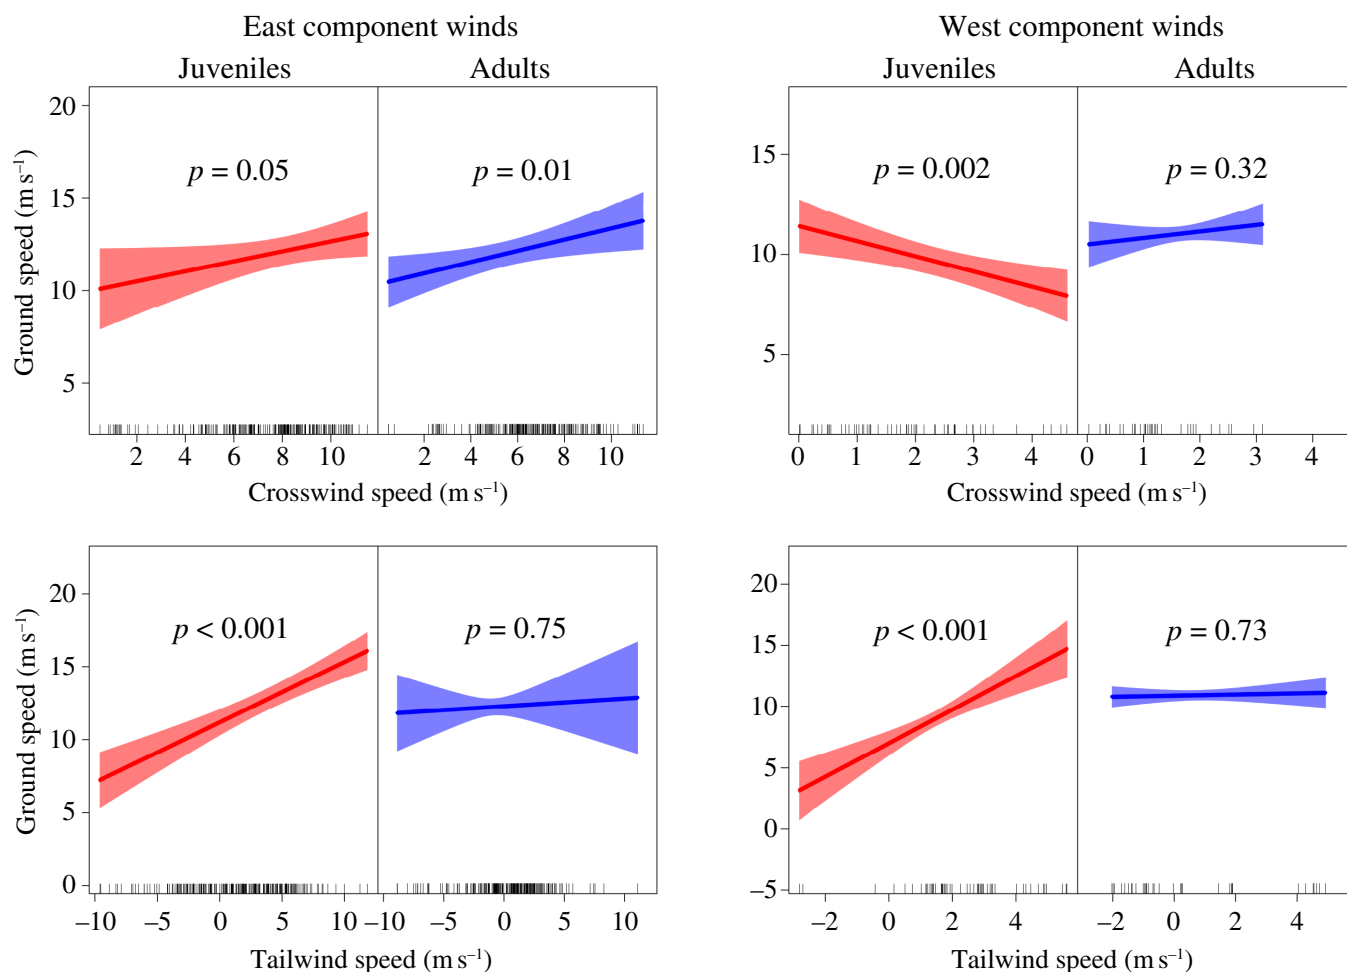 East component winds
West component winds
Juveniles
Adults
Juveniles
Adults
20
15
10
5
Ground speed (m s⁻¹)
p = 0.05
p = 0.01
2 4 6 8 10
2 4 6 8 10
Crosswind speed (m s⁻¹)
15
10
5
p = 0.002
p = 0.32
0 1 2 3 4
0 1 2 3 4
Crosswind speed (m s⁻¹)
20
15
10
5
0
Ground speed (m s⁻¹)
p < 0.001
p = 0.75
–10 –5 0 5 10
–10 –5 0 5 10
Tailwind speed (m s⁻¹)
20
15
10
5
0
–5
p < 0.001
p = 0.73
–2 0 2 4
–2 0 2 4
Tailwind speed (m s⁻¹)